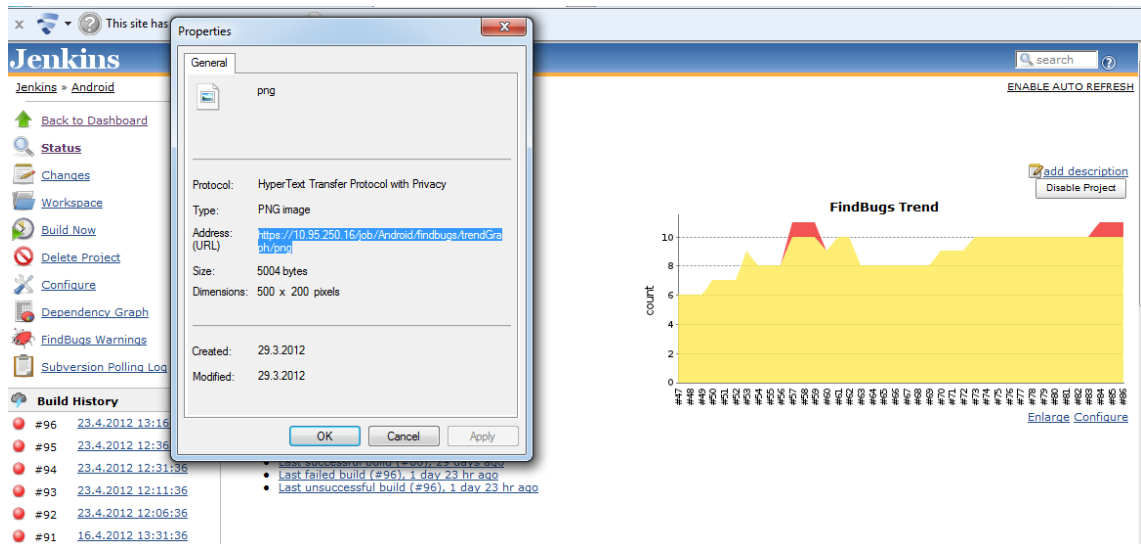 x This site has
Properties
Jenkins
search
General
Jenkins » Android
ENABLE AUTO REFRESH
png
Back to Dashboard
Status
Changes
Workspace
Build Now
Delete Project
Configure
Dependency Graph
FindBugs Warnings
Subversion Polling Log
Protocol: HyperText Transfer Protocol with Privacy
Type: PNG image
Address: https://10.95.250.16/job/Android/findbugs/trendGra
(URL) ph/png
Size: 5004 bytes
Dimensions: 500 x 200 pixels
Created: 29.3.2012
Modified: 29.3.2012
OK Cancel Apply
add description
Disable Project
FindBugs Trend
count
10
8
6
4
2
0
#47 #48 #49 #50 #51 #52 #53 #54 #55 #56 #57 #58 #59 #60 #61 #62 #63 #64 #65 #66 #67 #68 #69 #70 #71 #72 #73 #74 #75 #76 #77 #78 #79 #80 #81 #82 #83 #84 #85 #86
Enlarge Configure
Build History
#96 23.4.2012 13:16
#95 23.4.2012 12:36
#94 23.4.2012 12:31:36
#93 23.4.2012 12:11:36
#92 23.4.2012 12:06:36
#91 16.4.2012 13:31:36
Last successful build (#86), 29 days ago
Last failed build (#96), 1 day 23 hr ago
Last unsuccessful build (#96), 1 day 23 hr ago